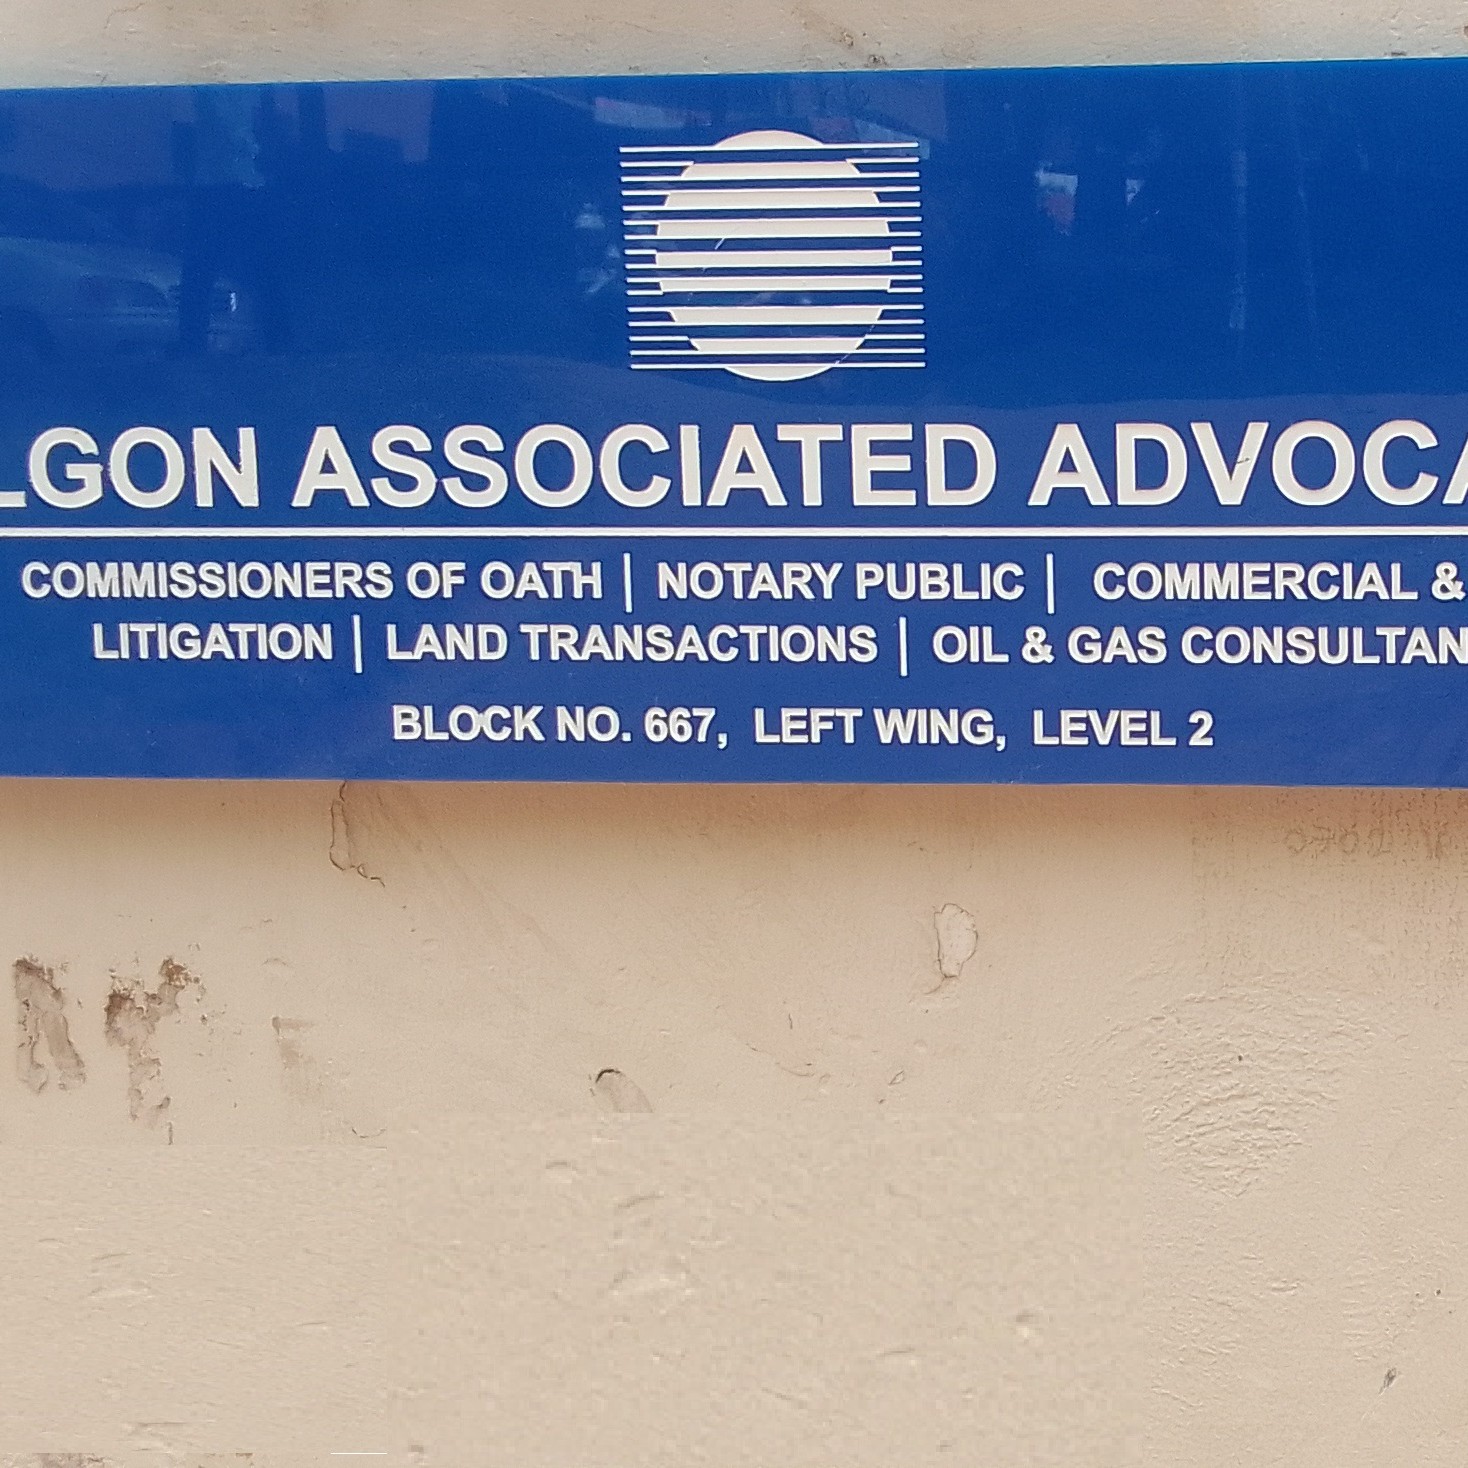 LGON ASSOCIATED ADVOCA
COMMISSIONERS OF OATH | NOTARY PUBLIC | COMMERCIAL &
LITIGATION | LAND TRANSACTIONS | OIL & GAS CONSULTAN
BLOCK NO. 667, LEFT WING, LEVEL 2